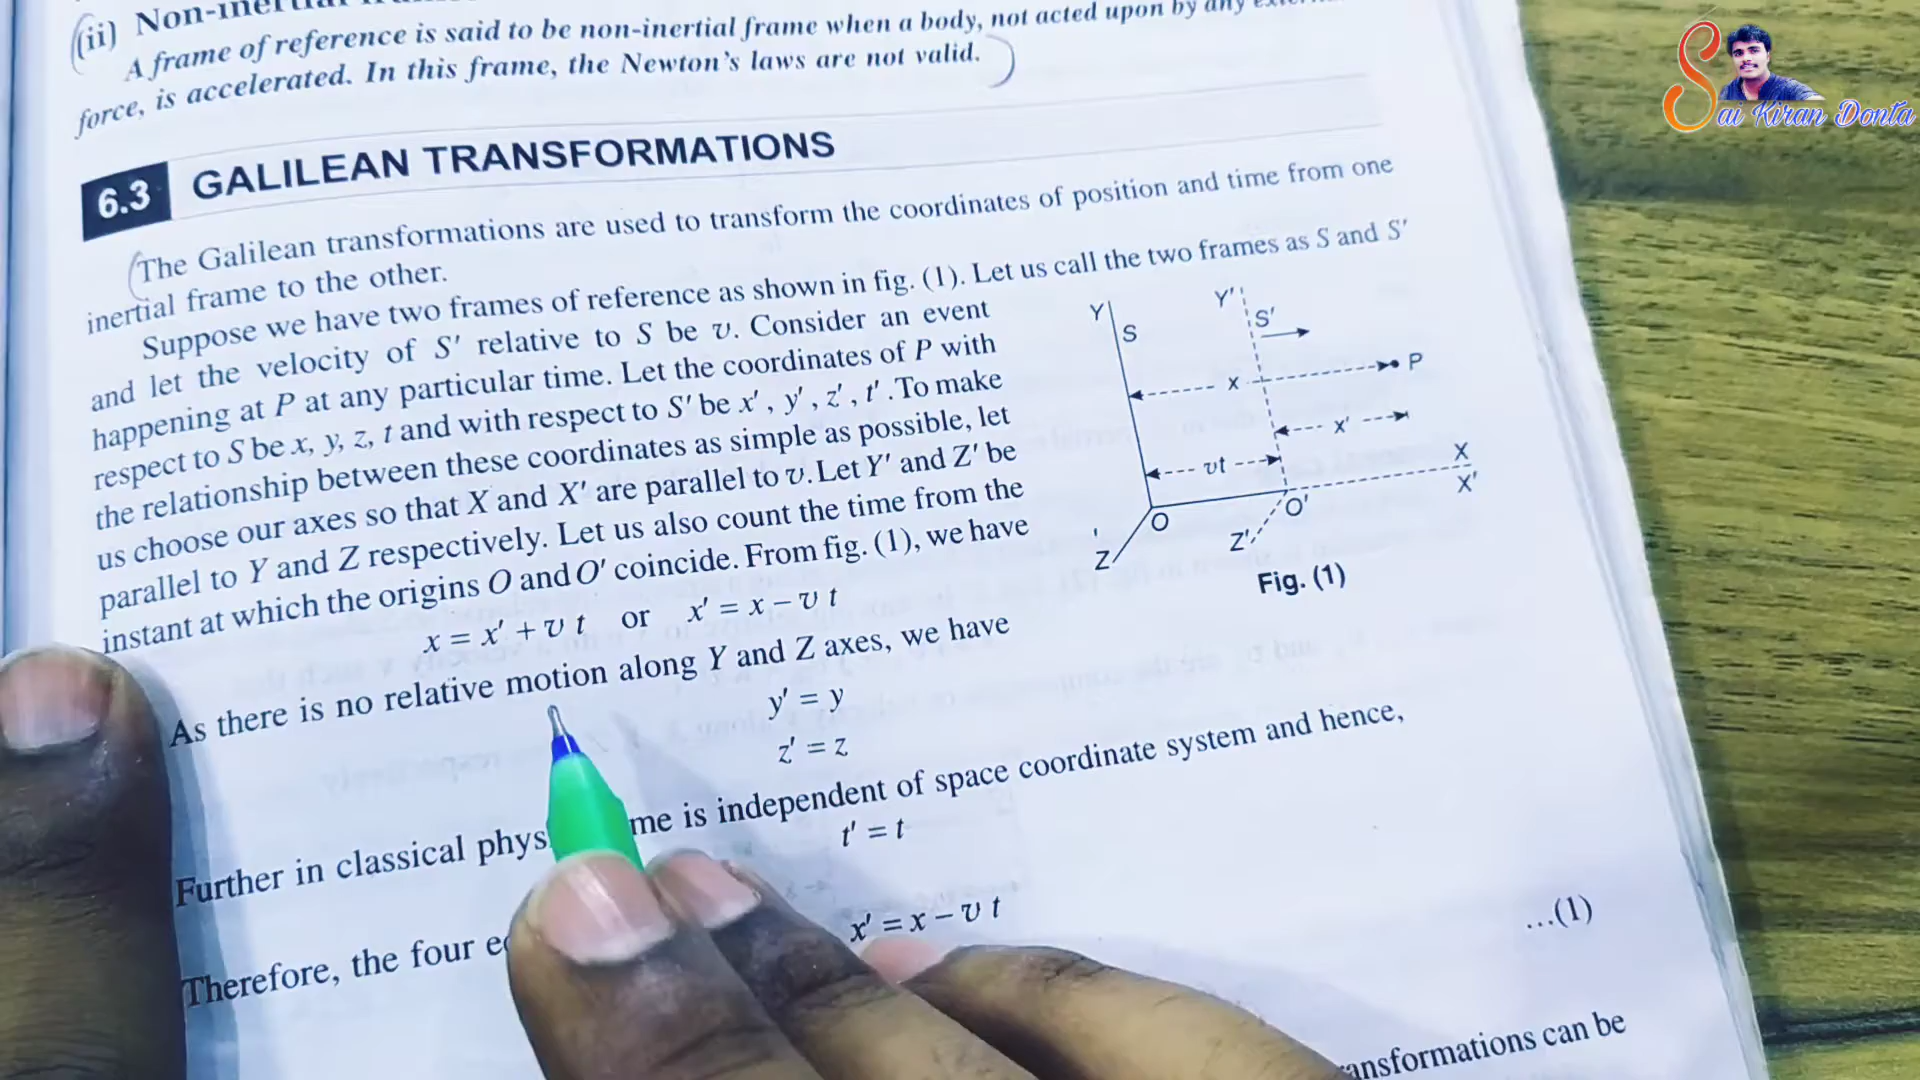 (ii) Non-inertial
A frame of reference is said to be non-inertial frame when a body, not acted upon by any
force, is accelerated. In this frame, the Newton's laws are not valid.
6.3 GALILEAN TRANSFORMATIONS
The Galilean transformations are used to transform the coordinates of position and time from one
inertial frame to the other.
Suppose we have two frames of reference as shown in fig. (1). Let us call the two frames as S and S′
and let the velocity of S′ relative to S be v. Consider an event
happening at P at any particular time. Let the coordinates of P with
respect to S be x, y, z, t and with respect to S′ be x′, y′, z′, t′. To make
the relationship between these coordinates as simple as possible, let
us choose our axes so that X and X′ are parallel to v. Let Y′ and Z′ be
parallel to Y and Z respectively. Let us also count the time from the
instant at which the origins O and O′ coincide. From fig. (1), we have
x = x′ + v t or x′ = x − v t
As there is no relative motion along Y and Z axes, we have
y′ = y
z′ = z
Further in classical phys me is independent of space coordinate system and hence,
t′ = t
Therefore, the four
x′ = x − v t
...(1)
ansformations can be
Y
S
Y′
S′
P
x
x′
vt
X
X′
O
O′
Z
Z′
Fig. (1)
Sai Kiran Donta